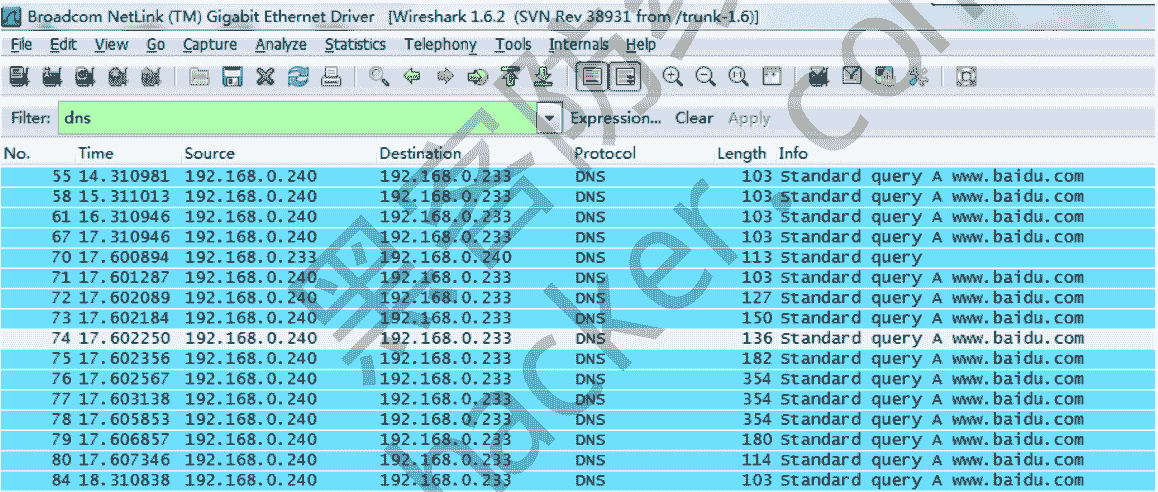 Broadcom NetLink (TM) Gigabit Ethernet Driver [Wireshark 1.6.2 (SVN Rev 38931 from /trunk-1.6)]
File Edit View Go Capture Analyze Statistics Telephony Tools Internals Help
Filter: dns Expression... Clear Apply
No. Time Source Destination Protocol Length Info
55 14.310981 192.168.0.240 192.168.0.233 DNS 103 Standard query A www.baidu.com
58 15.311013 192.168.0.240 192.168.0.233 DNS 103 Standard query A www.baidu.com
61 16.310946 192.168.0.240 192.168.0.233 DNS 103 Standard query A www.baidu.com
67 17.310946 192.168.0.240 192.168.0.233 DNS 103 Standard query A www.baidu.com
70 17.600894 192.168.0.233 192.168.0.240 DNS 113 Standard query
71 17.601287 192.168.0.240 192.168.0.233 DNS 103 Standard query A www.baidu.com
72 17.602089 192.168.0.240 192.168.0.233 DNS 127 Standard query A www.baidu.com
73 17.602184 192.168.0.240 192.168.0.233 DNS 150 Standard query A www.baidu.com
74 17.602250 192.168.0.240 192.168.0.233 DNS 136 Standard query A www.baidu.com
75 17.602356 192.168.0.240 192.168.0.233 DNS 182 Standard query A www.baidu.com
76 17.602567 192.168.0.240 192.168.0.233 DNS 354 Standard query A www.baidu.com
77 17.603138 192.168.0.240 192.168.0.233 DNS 354 Standard query A www.baidu.com
78 17.605853 192.168.0.240 192.168.0.233 DNS 354 Standard query A www.baidu.com
79 17.606857 192.168.0.240 192.168.0.233 DNS 180 Standard query A www.baidu.com
80 17.607346 192.168.0.240 192.168.0.233 DNS 114 Standard query A www.baidu.com
84 18.310838 192.168.0.240 192.168.0.233 DNS 103 Standard query A www.baidu.com
黑客防
hacker.com